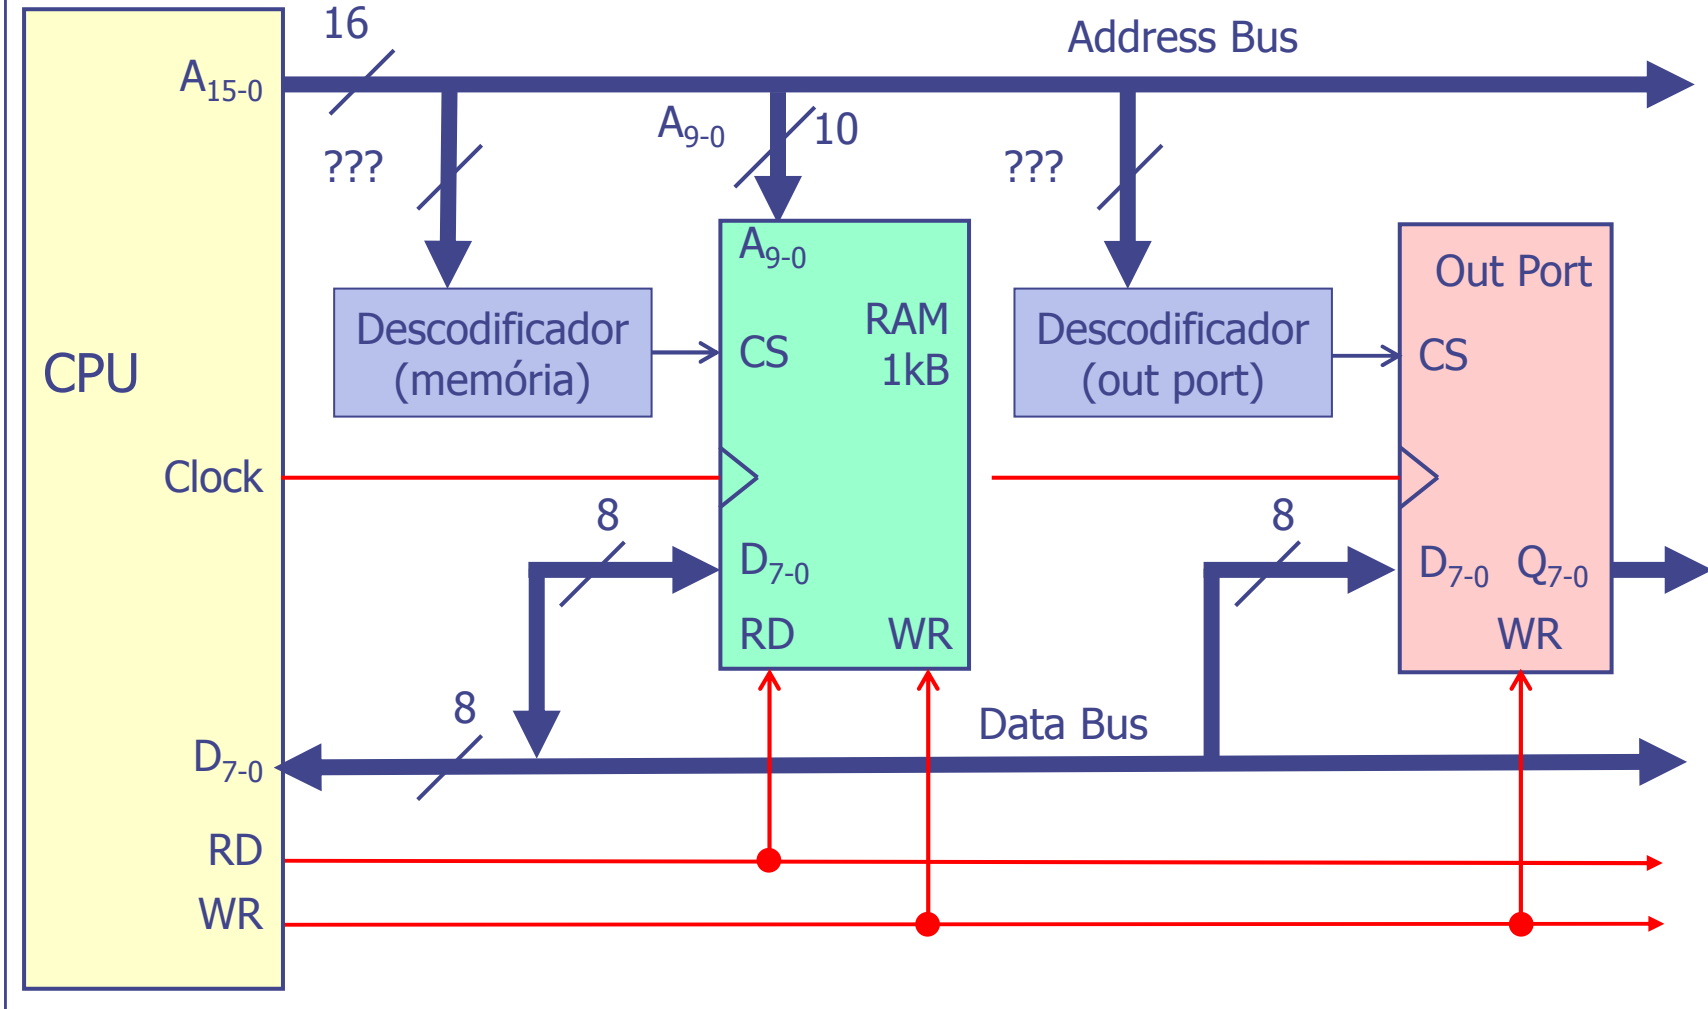 16
Address Bus
A15-0
A9-0
10
???
???
A9-0
Out Port
Descodificador
(memória)
RAM
1kB
CS
Descodificador
(out port)
CS
CPU
Clock
8
8
D7-0
D7-0 Q7-0
RD WR
WR
8
Data Bus
D7-0
RD
WR